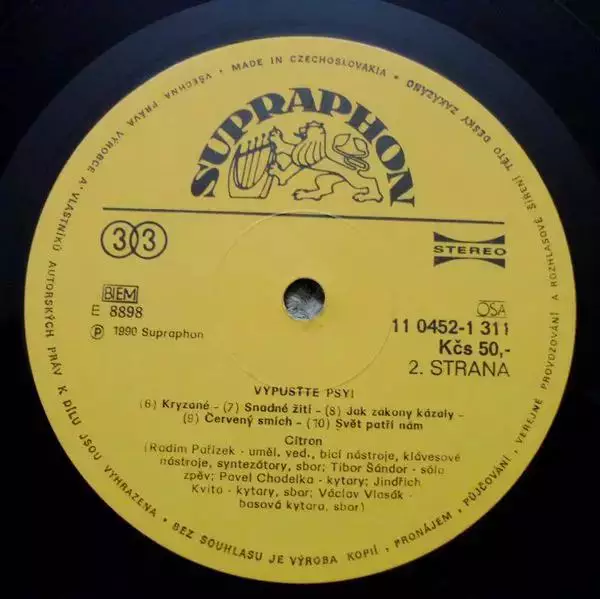 SUPRAPHON
33
STEREO
BIEM
E 8898
Ⓟ 1990 Supraphon
OSA
11 0452-1 311
Kčs 50,-
2. STRANA
VYPUSŤTE PSY!
(6) Kryzané - (7) Snadné žití - (8) Jak zákony kázaly -
(9) Červený smích - (10) Svět patří nám
Citron
(Radim Pařízek - uměl. ved., bicí nástroje, klávesové
nástroje, syntezátory, sbor; Tibor Šándor - sólo
zpěv; Pavel Chodelka - kytary; Jindřich
Kvita - kytary, sbor; Václav Vlasák -
basová kytara, sbor)
MADE IN CZECHOSLOVAKIA • VŠECHNA PRÁVA VÝROBCE A VLASTNÍKŮ AUTORSKÝCH PRÁV K DÍLU JSOU VYHRAZENA • BEZ SOUHLASU JE VÝROBA KOPIÍ, PRONÁJEM, PŮJČOVÁNÍ, VEREJNÉ PROVOZOVÁNÍ A ROZHLASOVÉ ŠÍŘENÍ TÉTO DESKY ZAKÁZÁNO •